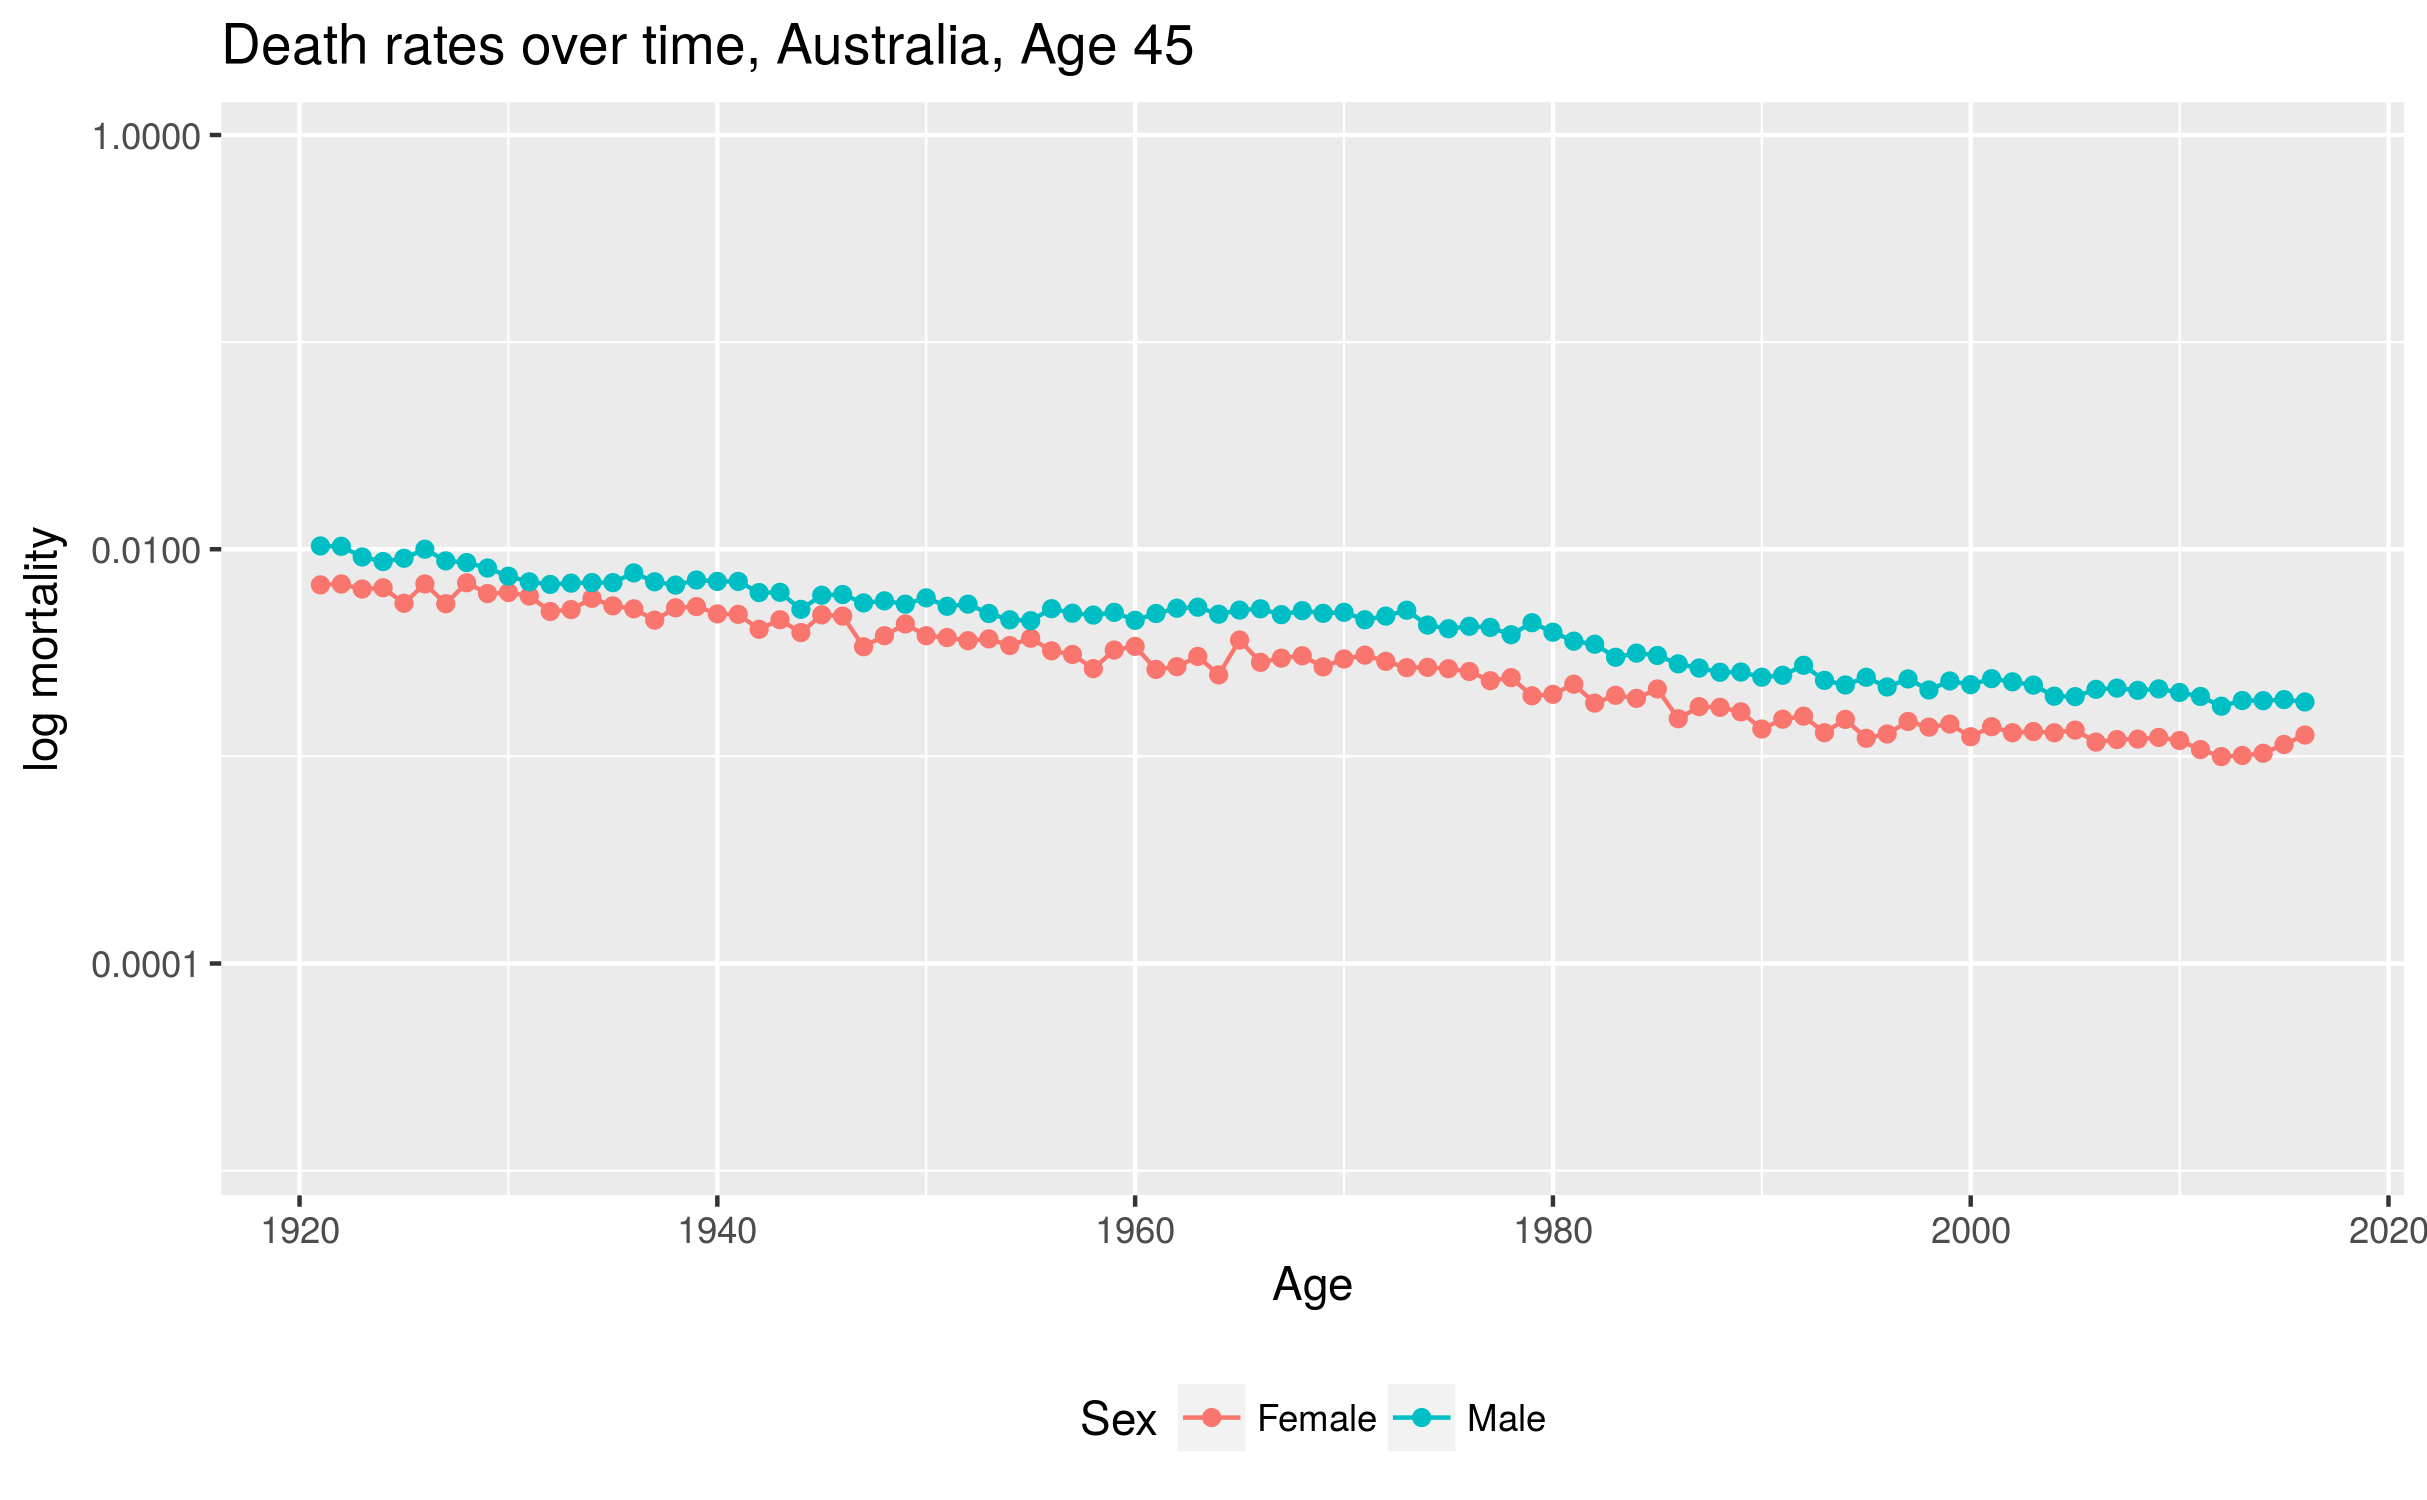 Death rates over time, Australia, Age 45
log mortality
1.0000
0.0100
0.0001
1920 1940 1960 1980 2000 2020
Age
Sex Female Male